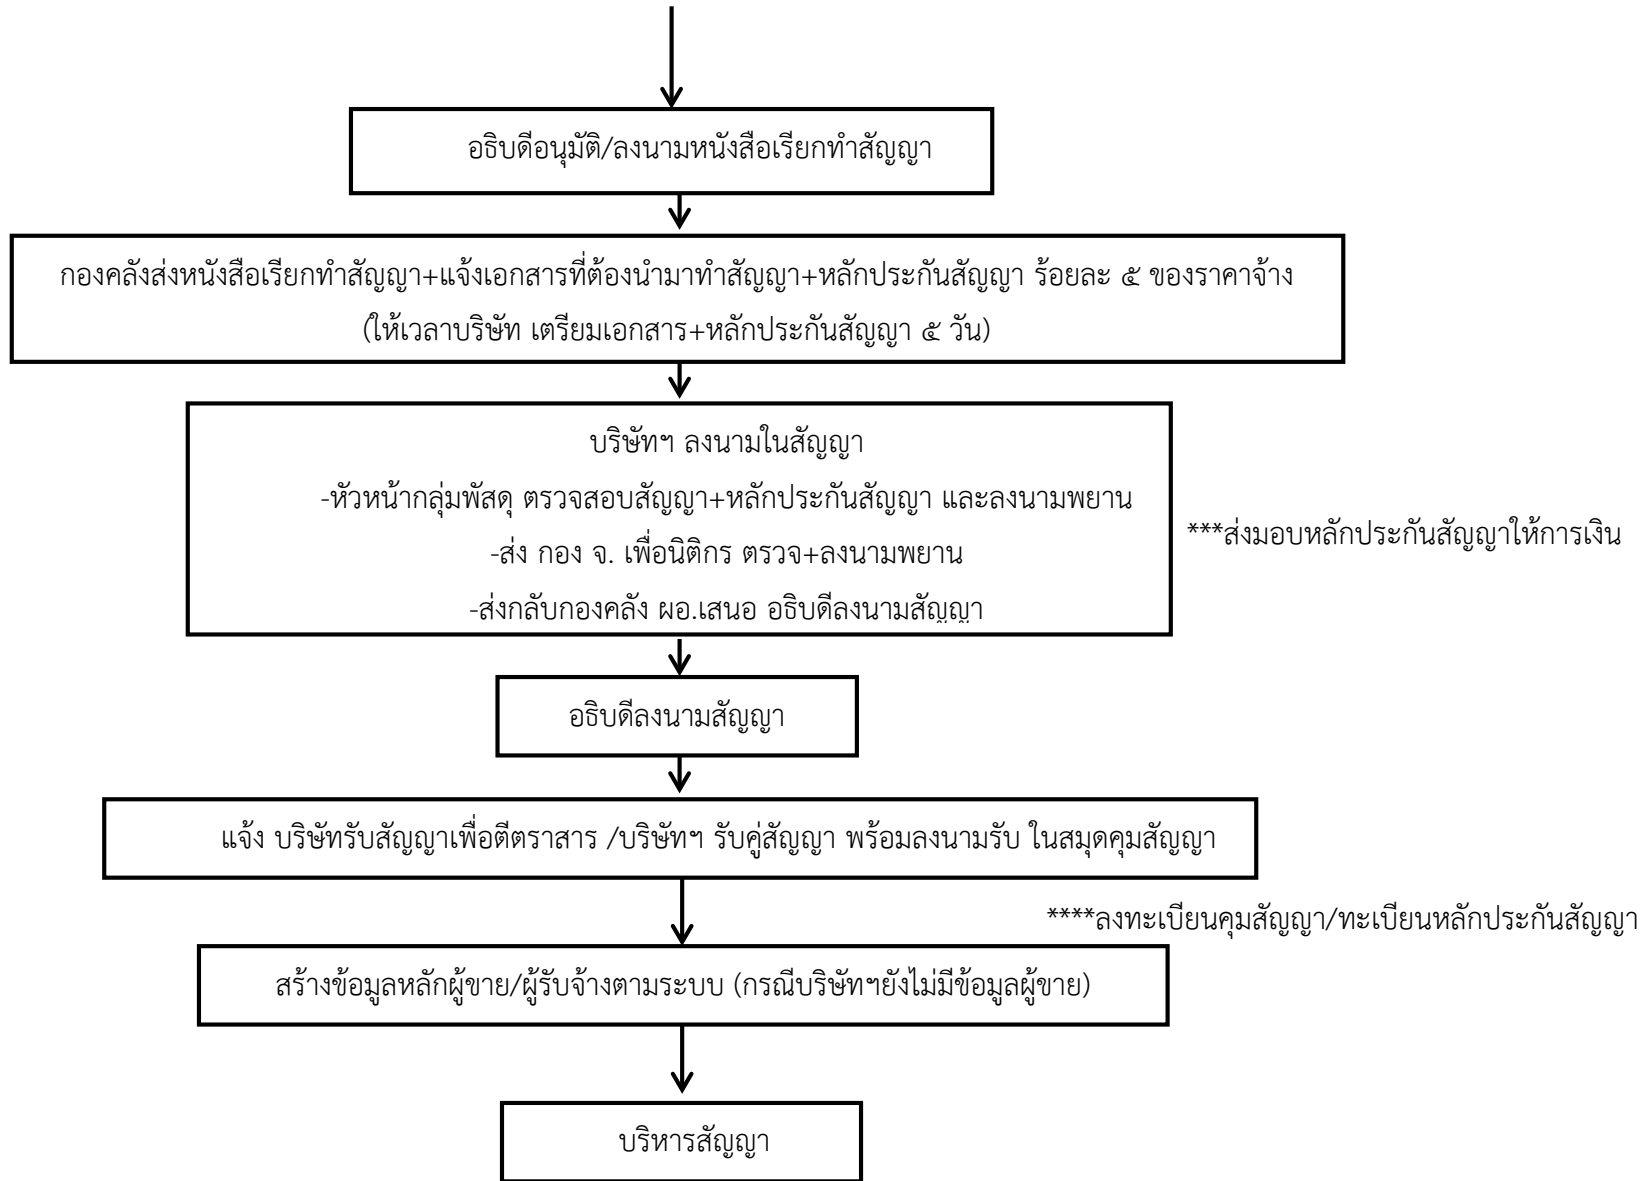 อธิบดีอนุมัติ/ลงนามหนังสือเรียกทำสัญญา
กองคลังส่งหนังสือเรียกทำสัญญา+แจ้งเอกสารที่ต้องนำมาทำสัญญา+หลักประกันสัญญา ร้อยละ ๕ ของราคาจ้าง
(ให้เวลาบริษัท เตรียมเอกสาร+หลักประกันสัญญา ๕ วัน)
บริษัทฯ ลงนามในสัญญา
-หัวหน้ากลุ่มพัสดุ ตรวจสอบสัญญา+หลักประกันสัญญา และลงนามพยาน
***ส่งมอบหลักประกันสัญญาให้การเงิน
-ส่ง กอง จ. เพื่อนิติกร ตรวจ+ลงนามพยาน
-ส่งกลับกองคลัง ผอ.เสนอ อธิบดีลงนามสัญญา
อธิบดีลงนามสัญญา
แจ้ง บริษัทรับสัญญาเพื่อตีตราสาร /บริษัทฯ รับคู่สัญญา พร้อมลงนามรับ ในสมุดคุมสัญญา
****ลงทะเบียนคุมสัญญา/ทะเบียนหลักประกันสัญญา
สร้างข้อมูลหลักผู้ขาย/ผู้รับจ้างตามระบบ (กรณีบริษัทฯยังไม่มีข้อมูลผู้ขาย)
บริหารสัญญา